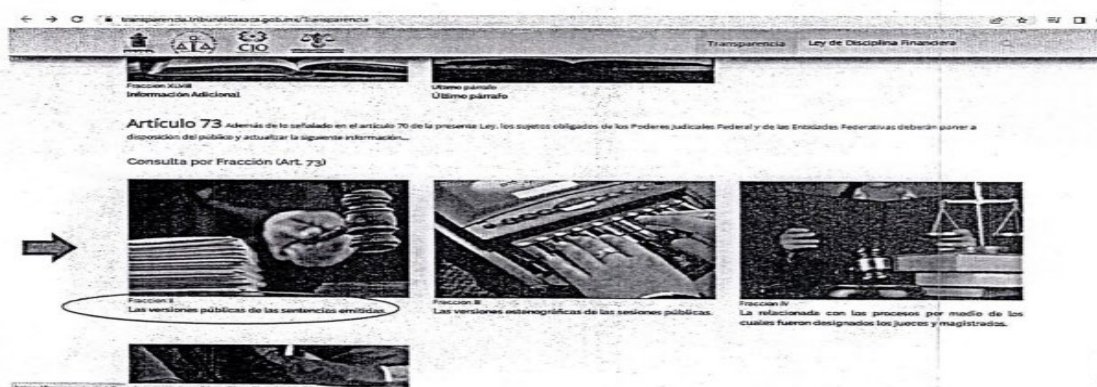 transparencia.tribunaloaxaca.gob.mx/Transparencia
CJO
Transparencia Ley de Disciplina Financiera
Fracción XLVIII
Información Adicional
Último párrafo
Último párrafo
Artículo 73 Además de lo señalado en el artículo 70 de la presente Ley, los sujetos obligados de los Poderes Judiciales Federal y de las Entidades Federativas deberán poner a
disposición del público y actualizar la siguiente información...
Consulta por Fracción (Art. 73)
Fracción II
Las versiones públicas de las sentencias emitidas.
Fracción III
Las versiones estenográficas de las sesiones públicas.
Fracción IV
La relacionada con los procesos por medio de los
cuales fueron designados los jueces y magistrados.